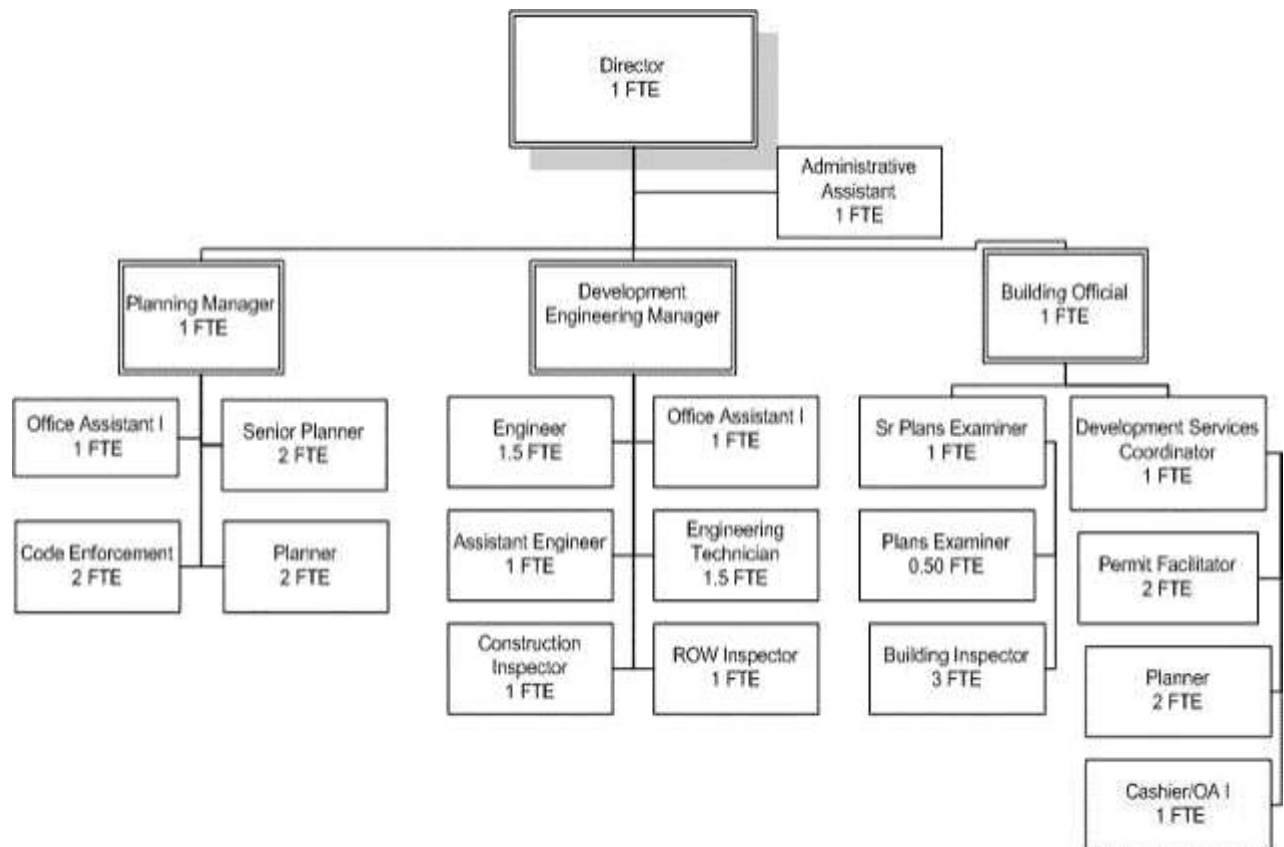 Director
1 FTE
Administrative
Assistant
1 FTE
Planning Manager
1 FTE
Development
Engineering Manager
Building Official
1 FTE
Office Assistant I
1 FTE
Senior Planner
2 FTE
Code Enforcement
2 FTE
Planner
2 FTE
Engineer
1.5 FTE
Office Assistant I
1 FTE
Assistant Engineer
1 FTE
Engineering
Technician
1.5 FTE
Construction
Inspector
1 FTE
ROW Inspector
1 FTE
Sr Plans Examiner
1 FTE
Plans Examiner
0.50 FTE
Building Inspector
3 FTE
Development Services
Coordinator
1 FTE
Permit Facilitator
2 FTE
Planner
2 FTE
Cashier/OA I
1 FTE